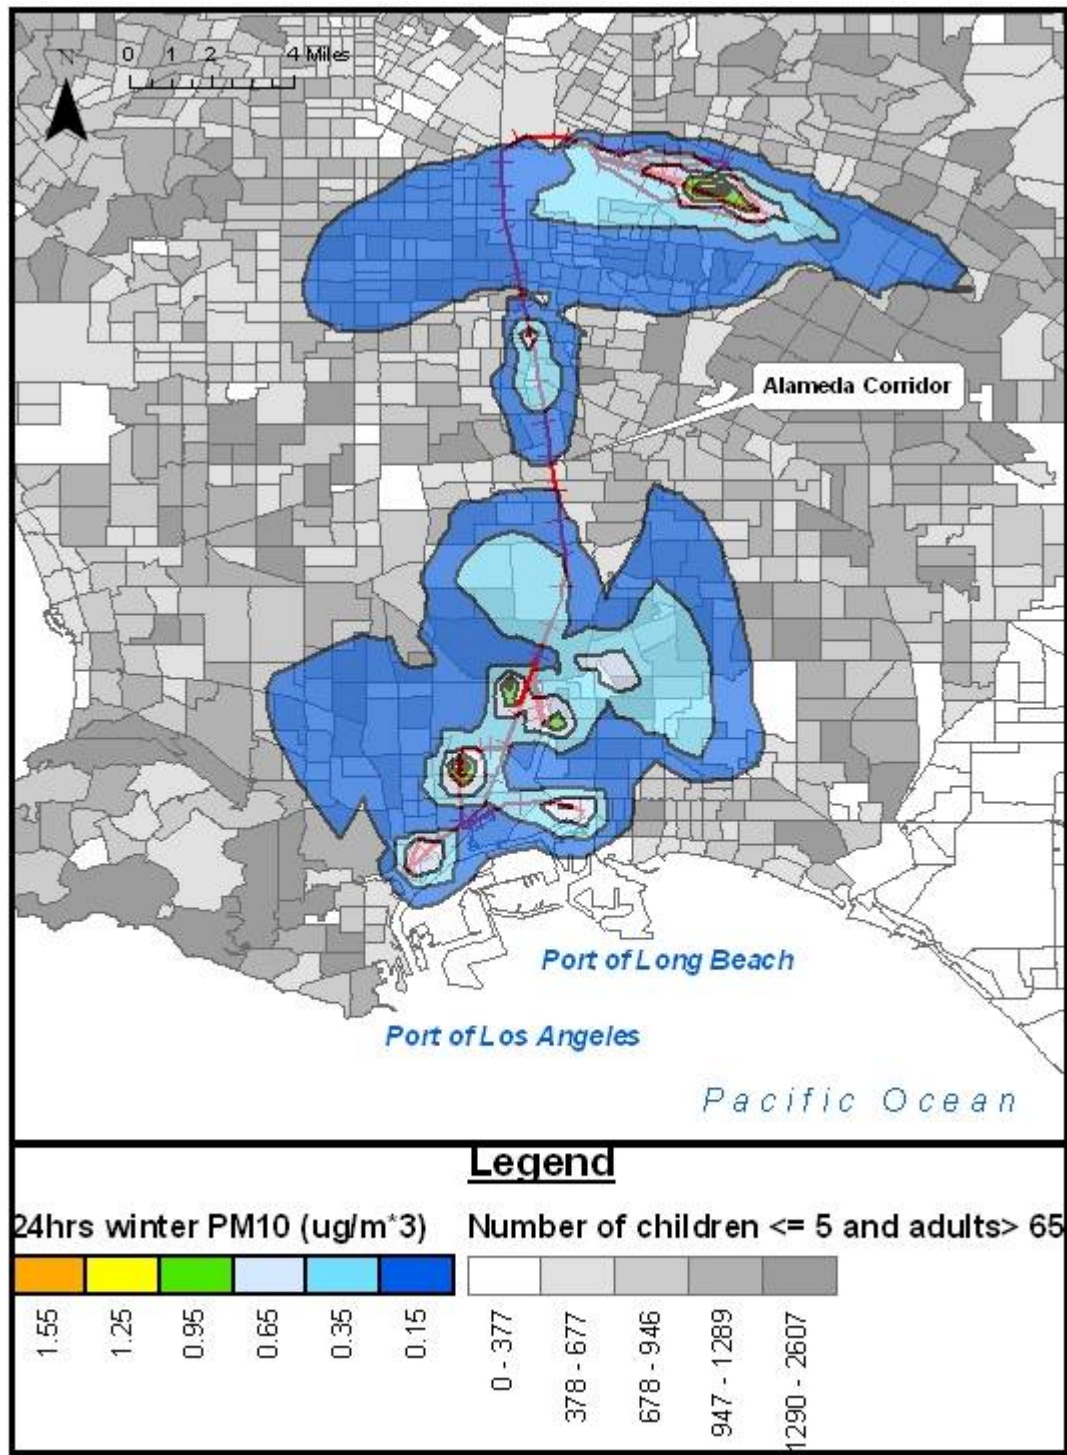 N
0 1 2 4 Miles
Alameda Corridor
Port of Long Beach
Port of Los Angeles
Pacific Ocean
Legend
24hrs winter PM10 (ug/m*3)
1.55
1.25
0.95
0.65
0.35
0.15
Number of children <= 5 and adults> 65
0 - 377
378 - 677
678 - 946
947 - 1289
1290 - 2607